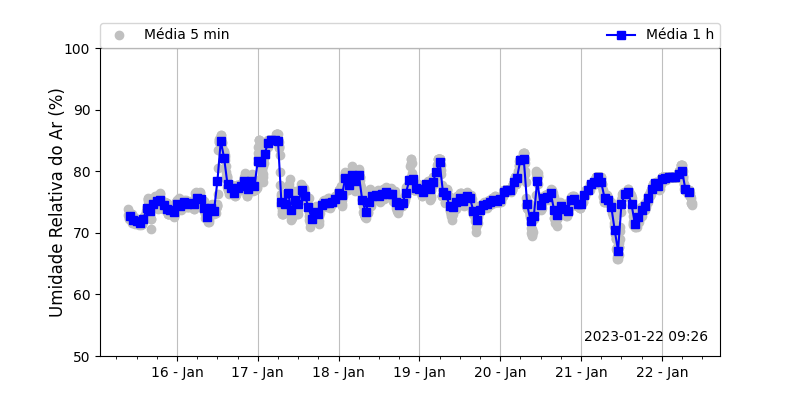 Média 5 min Média 1 h
Umidade Relativa do Ar (%)
100
90
80
70
60
50
2023-01-22 09:26
16 - Jan 17 - Jan 18 - Jan 19 - Jan 20 - Jan 21 - Jan 22 - Jan